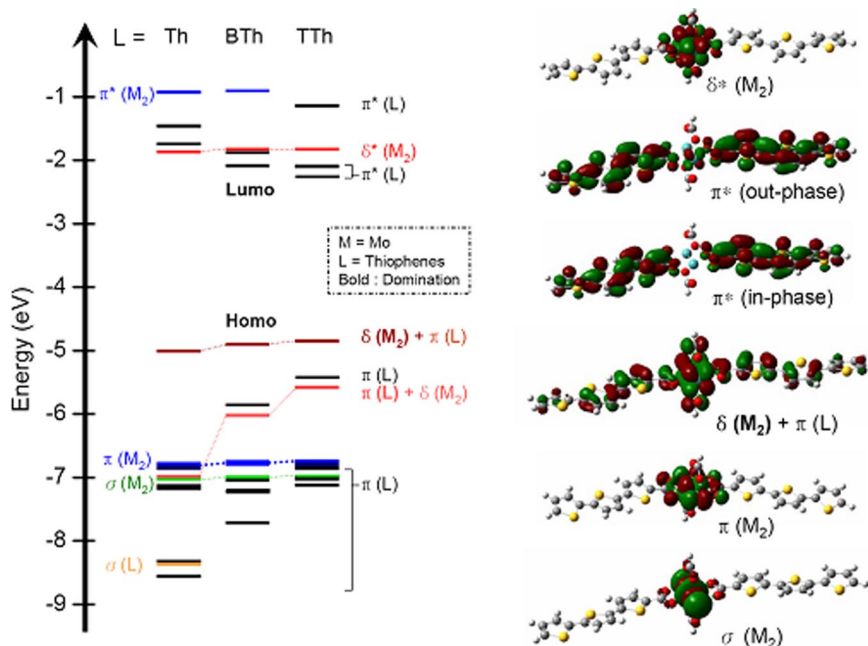 L = Th BTh TTh
Energy (eV)
-1
-2
-3
-4
-5
-6
-7
-8
-9
π* (M₂)
π* (L)
δ* (M₂)
π* (L)
Lumo
M = Mo
L = Thiophenes
Bold : Domination
Homo
δ (M₂) + π (L)
π (L)
π (L) + δ (M₂)
π (M₂)
σ (M₂)
π (L)
σ (L)
δ* (M₂)
π* (out-phase)
π* (in-phase)
δ (M₂) + π (L)
π (M₂)
σ (M₂)